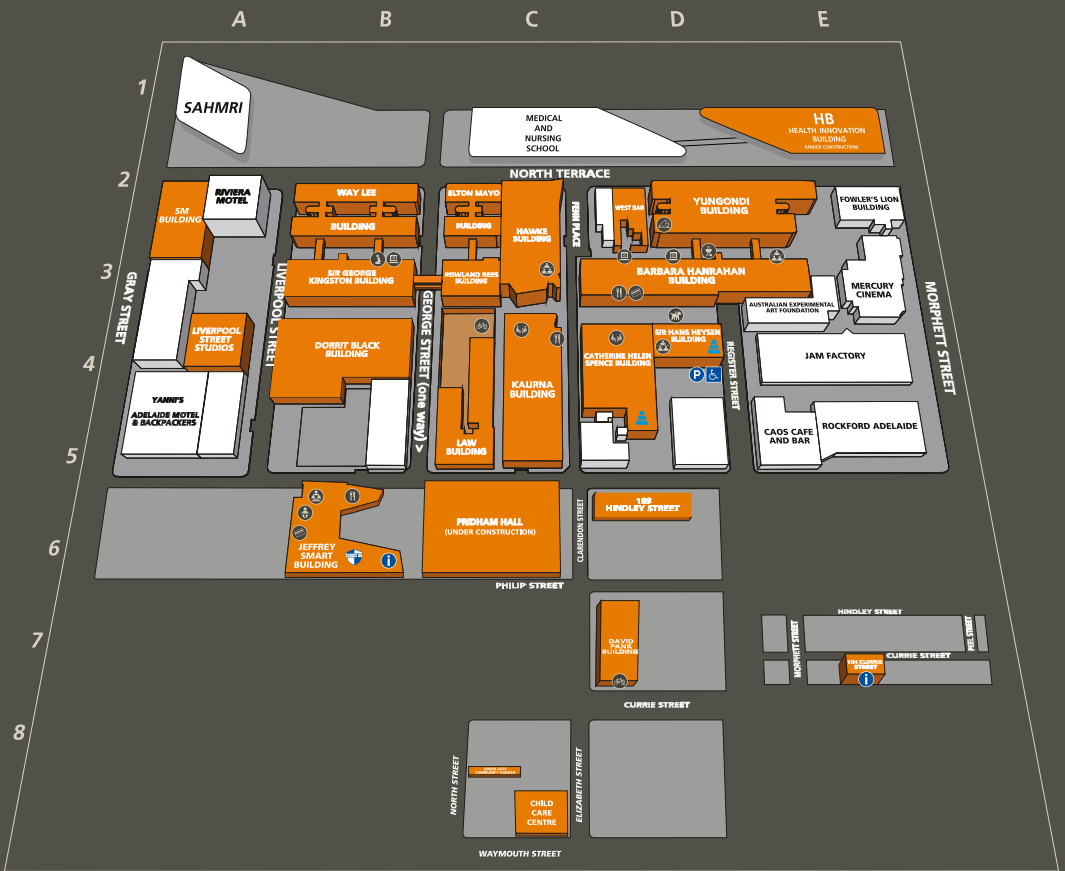 A
B
C
D
E
1
SAHMRI
MEDICAL
AND
NURSING
SCHOOL
HB
HEALTH INNOVATION
BUILDING
(UNDER CONSTRUCTION)
2
NORTH TERRACE
SM
BUILDING
RIVIERA
MOTEL
WAY LEE
BUILDING
ELTON MAYO
BUILDING
HAWKE
BUILDING
FENN PLACE
WEST BAR
YUNGONDI
BUILDING
FOWLER'S LION
BUILDING
3
GRAY STREET
LIVERPOOL STREET
SIR GEORGE
KINGSTON BUILDING
GEORGE STREET (one way) >
ROWLAND REES
BUILDING
BARBARA HANRAHAN
BUILDING
AUSTRALIAN EXPERIMENTAL
ART FOUNDATION
MERCURY
CINEMA
MORPHETT STREET
4
LIVERPOOL
STREET
STUDIOS
DORRIT BLACK
BUILDING
KAURNA
BUILDING
CATHERINE HELEN
SPENCE BUILDING
SIR HANS HEYSEN
BUILDING
P
REGISTER STREET
JAM FACTORY
YANNI'S
ADELAIDE MOTEL
& BACKPACKERS
5
LAW
BUILDING
CAOS CAFE
AND BAR
ROCKFORD ADELAIDE
6
JEFFREY
SMART
BUILDING
i
PRIDHAM HALL
(UNDER CONSTRUCTION)
CLARENDON STREET
HINDLEY STREET
PHILIP STREET
7
DAVID
PANK
BUILDING
HINDLEY STREET
MORPHETT STREET
PEEL STREET
CURRIE STREET
STREET
i
CURRIE STREET
8
NORTH STREET
COMMUNITY GARDEN
CHILD
CARE
CENTRE
ELIZABETH STREET
WAYMOUTH STREET